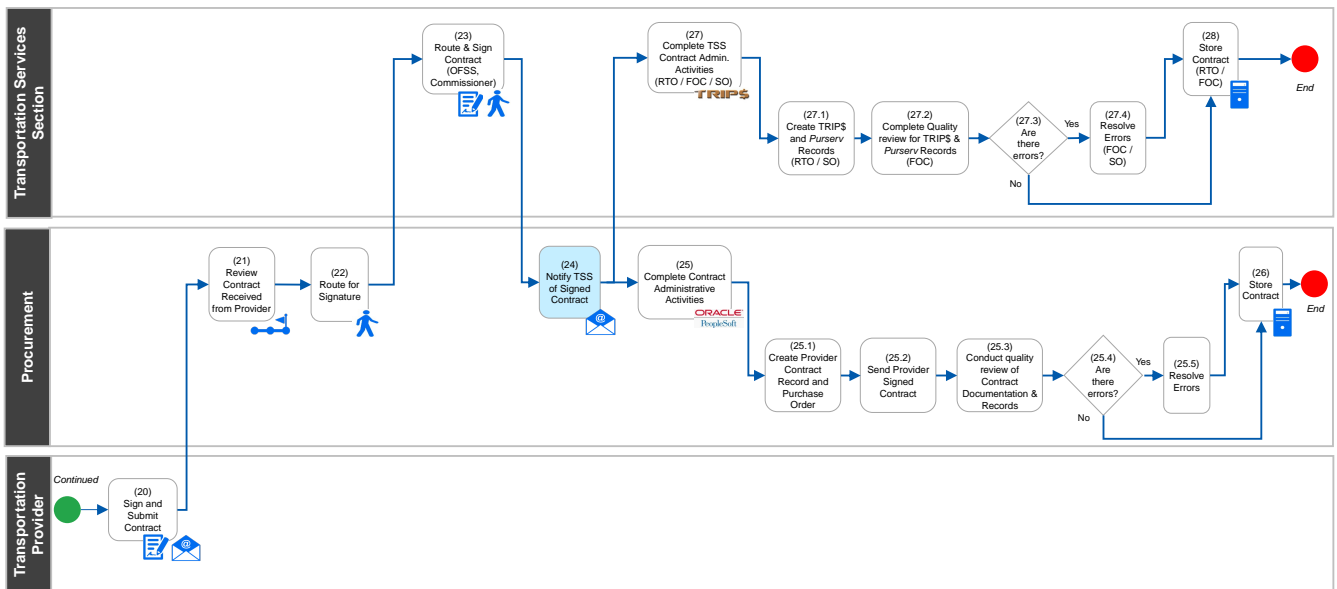 Transportation Services
Section
(23)
Route & Sign
Contract
(OFSS,
Commissioner)
(27)
Complete TSS
Contract Admin.
Activities
(RTO / FOC / SO)
TRIP$
(27.1)
Create TRIP$
and Purserv
Records
(RTO / SO)
(27.2)
Complete Quality
review for TRIP$ &
Purserv Records
(FOC)
(27.3)
Are
there
errors?
Yes
No
(27.4)
Resolve
Errors
(FOC /
SO)
(28)
Store
Contract
(RTO /
FOC)
End
Procurement
(21)
Review
Contract
Received
from Provider
(22)
Route for
Signature
(24)
Notify TSS
of Signed
Contract
@
(25)
Complete Contract
Administrative
Activities
ORACLE
PeopleSoft
(25.1)
Create Provider
Contract
Record and
Purchase
Order
(25.2)
Send Provider
Signed
Contract
(25.3)
Conduct quality
review of
Contract
Documentation &
Records
(25.4)
Are
there
errors?
Yes
No
(25.5)
Resolve
Errors
(26)
Store
Contract
End
Transportation
Provider
Continued
(20)
Sign and
Submit
Contract
@